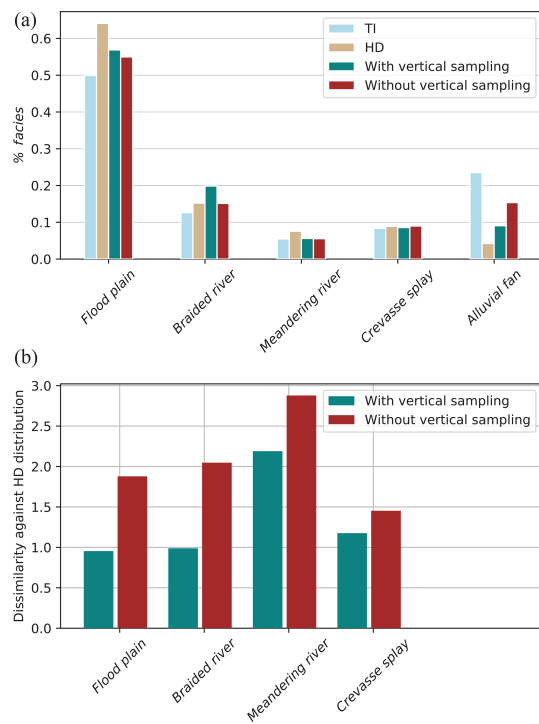 (a)
TI
HD
With vertical sampling
Without vertical sampling
% facies
0.6
0.5
0.4
0.3
0.2
0.1
0.0
Flood plain
Braided river
Meandering river
Crevasse splay
Alluvial fan
(b)
With vertical sampling
Without vertical sampling
Dissimilarity against HD distribution
3.0
2.5
2.0
1.5
1.0
0.5
0.0
Flood plain
Braided river
Meandering river
Crevasse splay